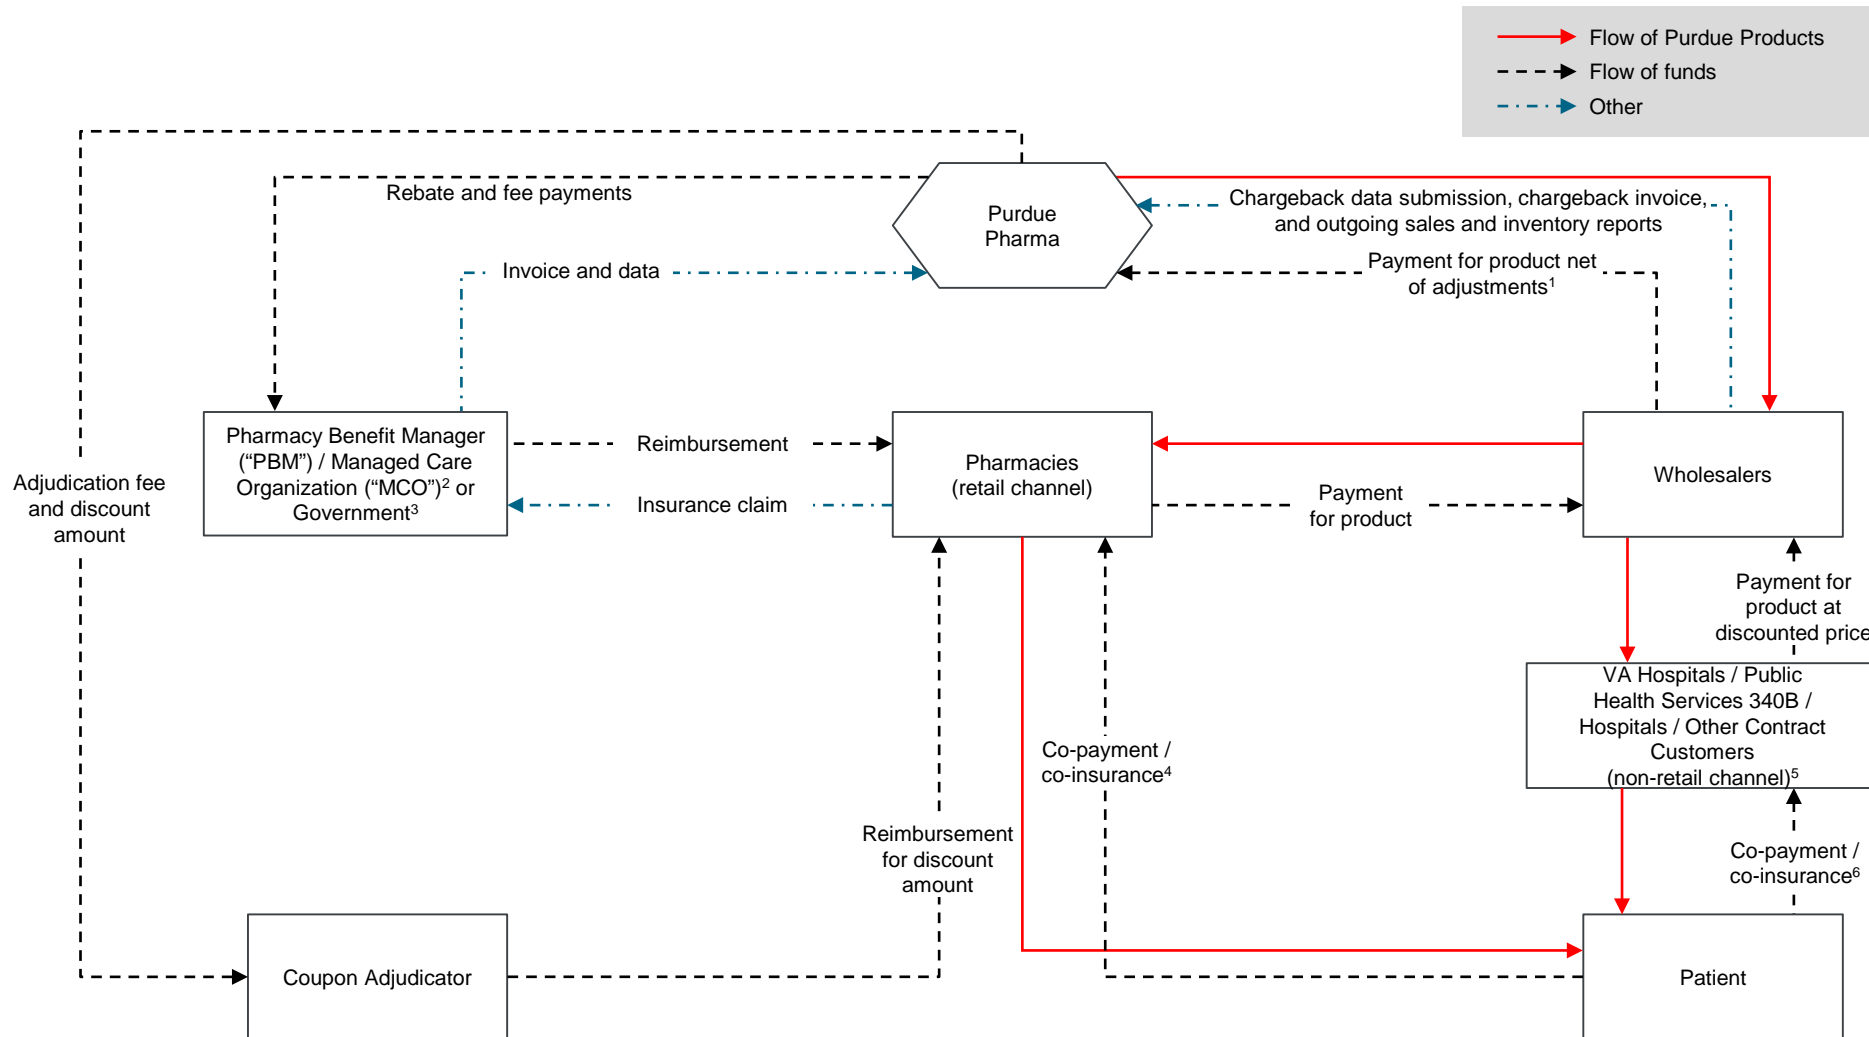 Flow of Purdue Products
Flow of funds
Other
Rebate and fee payments
Purdue
Pharma
Chargeback data submission, chargeback invoice,
and outgoing sales and inventory reports
Invoice and data
Payment for product net
of adjustments¹
Pharmacy Benefit Manager
(“PBM”) / Managed Care
Organization (“MCO”)² or
Government³
Reimbursement
Insurance claim
Pharmacies
(retail channel)
Payment
for product
Wholesalers
Adjudication fee
and discount
amount
Payment for
product at
discounted price
VA Hospitals / Public
Health Services 340B /
Hospitals / Other Contract
Customers
(non-retail channel)⁵
Co-payment /
co-insurance⁴
Reimbursement
for discount
amount
Co-payment /
co-insurance⁶
Coupon Adjudicator
Patient